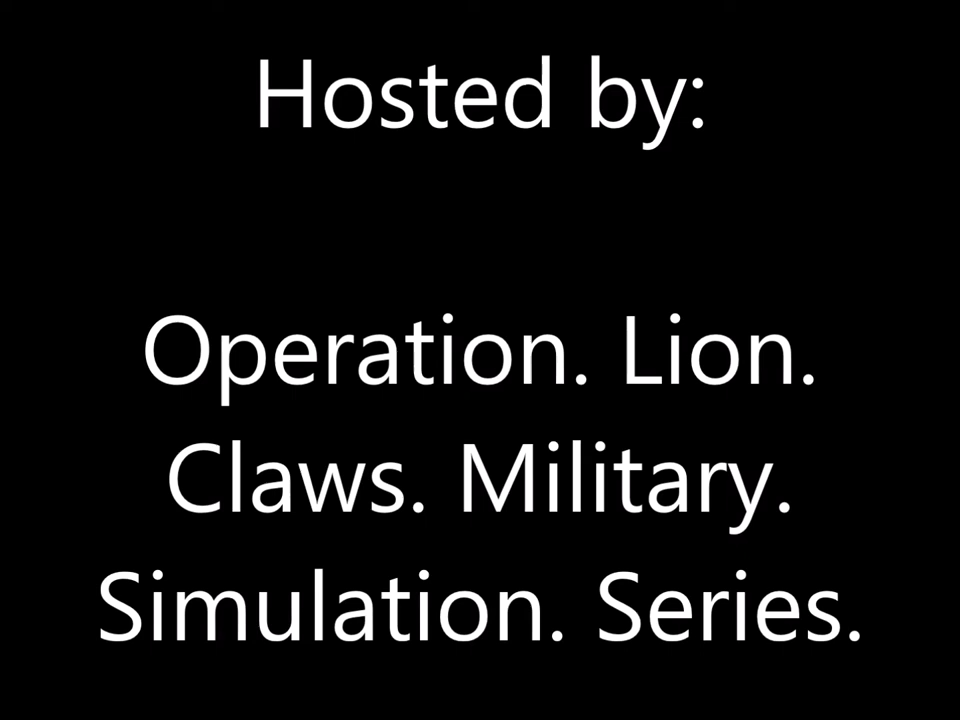 Hosted by:
Operation. Lion.
Claws. Military.
Simulation. Series.